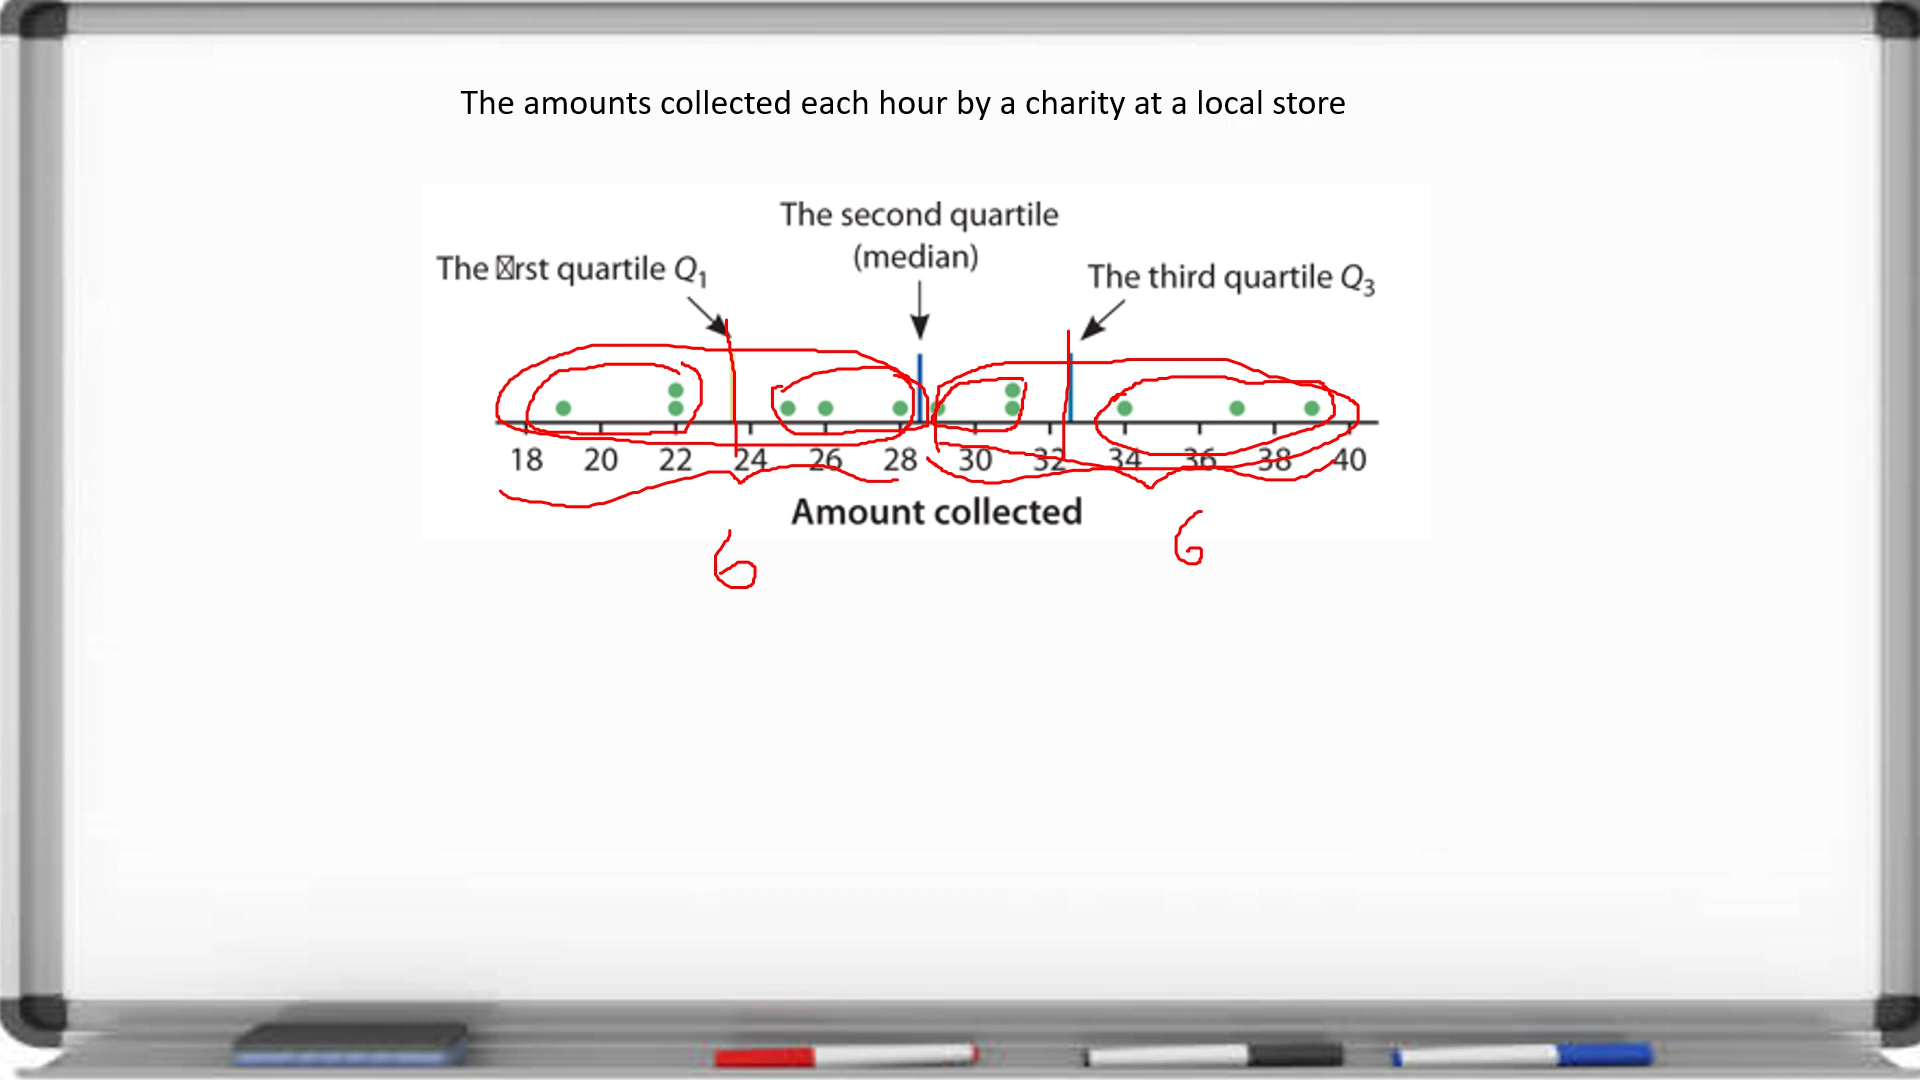 The amounts collected each hour by a charity at a local store
The second quartile
(median)
The rst quartile Q1
The third quartile Q3
18 20 22 24 26 28 30 32 34 36 38 40
Amount collected
6
6